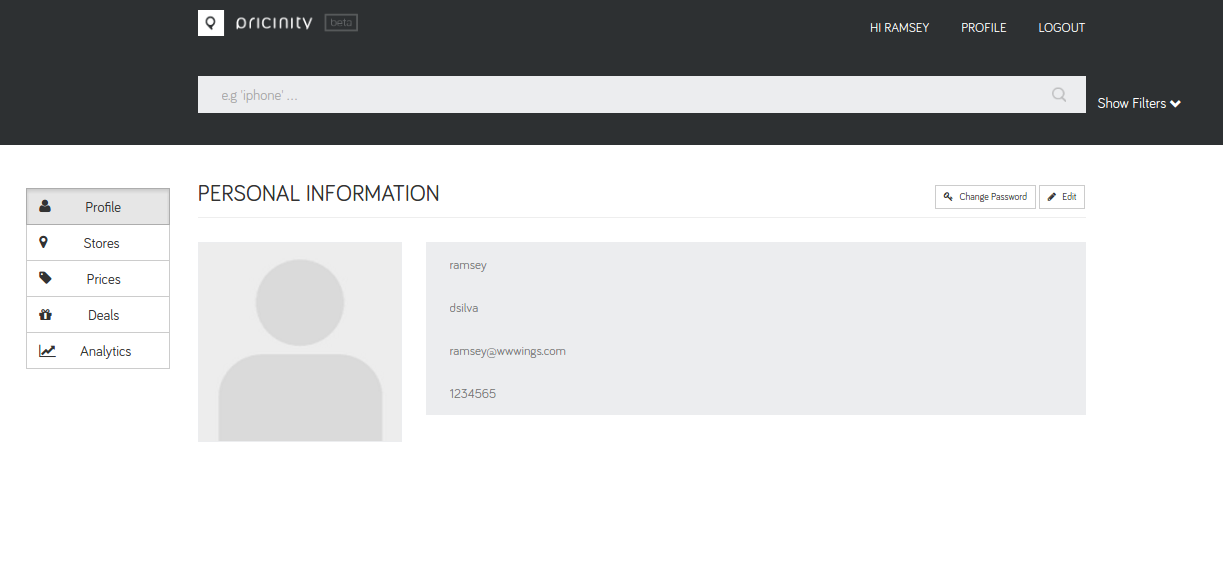 pricinity beta
HI RAMSEY PROFILE LOGOUT
e.g 'iphone' ...
Show Filters
PERSONAL INFORMATION
Change Password Edit
Profile
Stores
Prices
Deals
Analytics
ramsey
dsilva
ramsey@wwwings.com
1234565